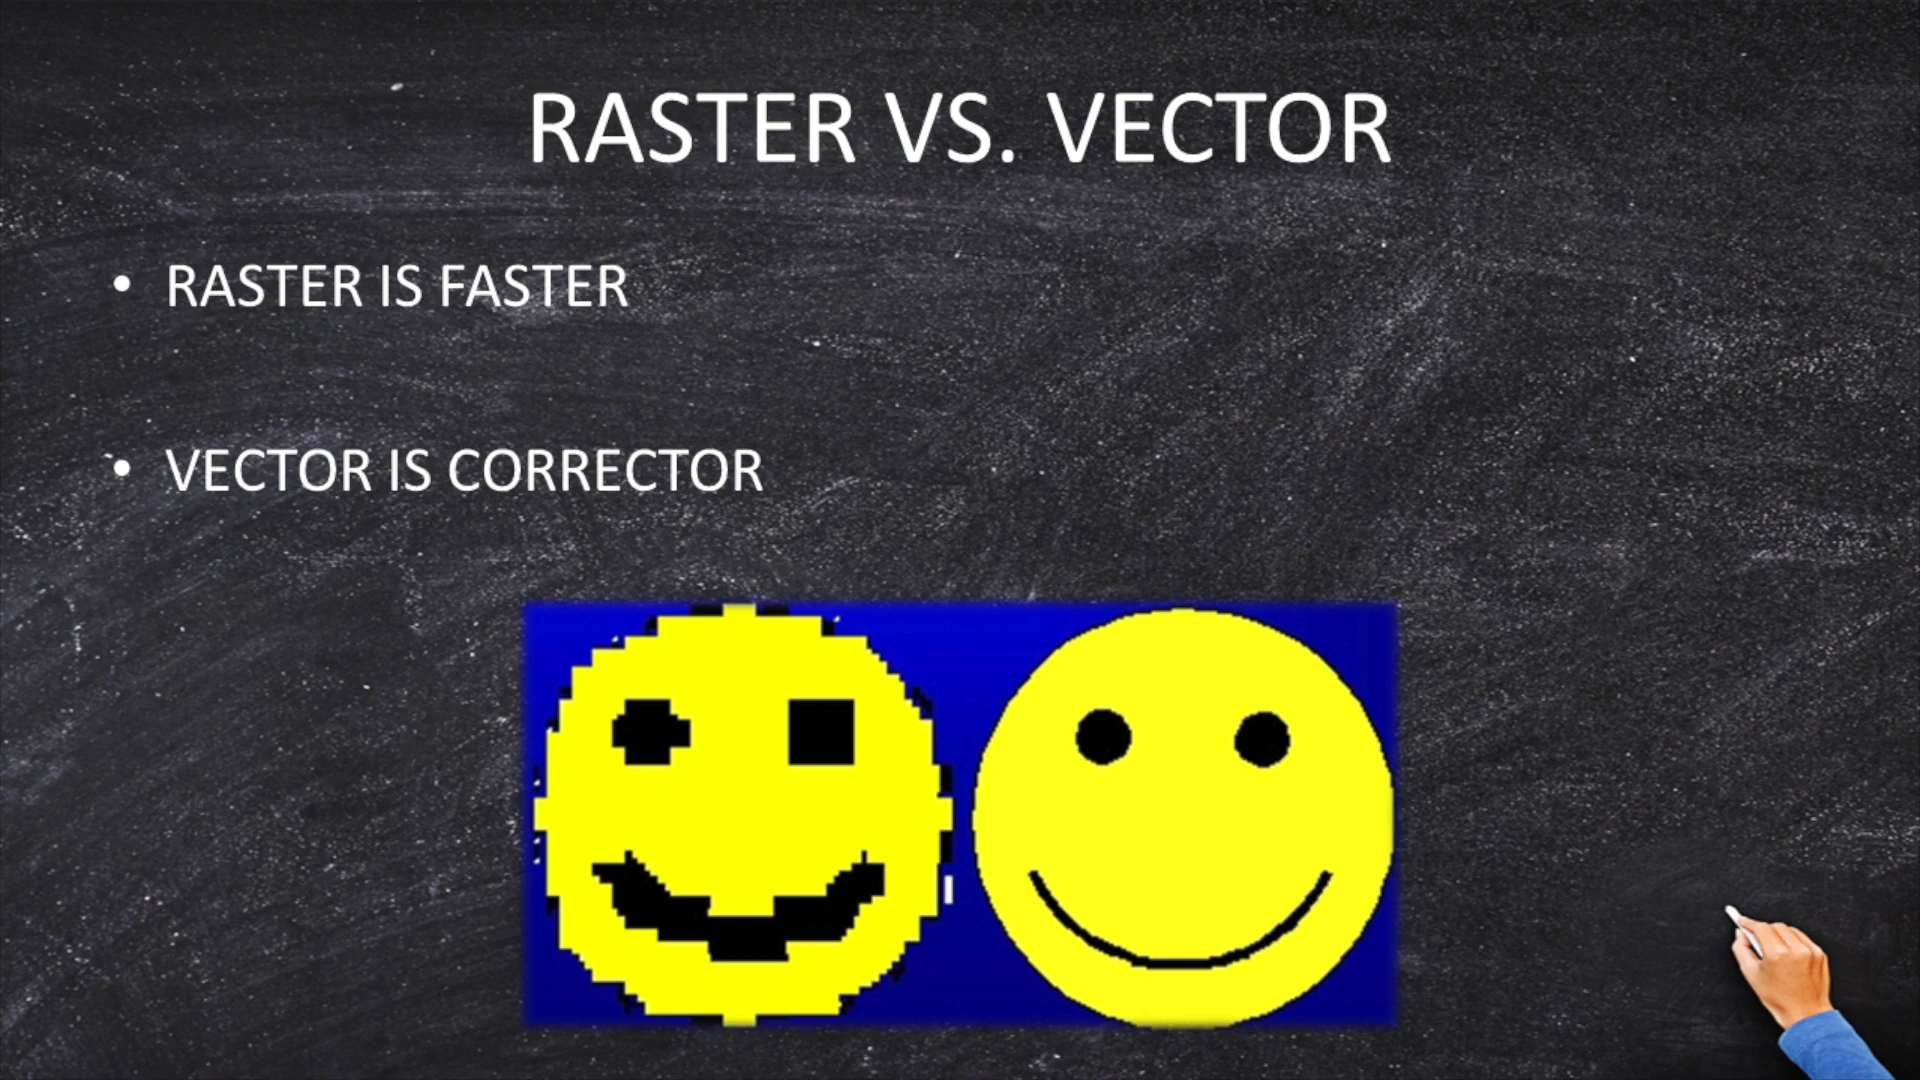 RASTER VS. VECTOR
• RASTER IS FASTER
• VECTOR IS CORRECTOR